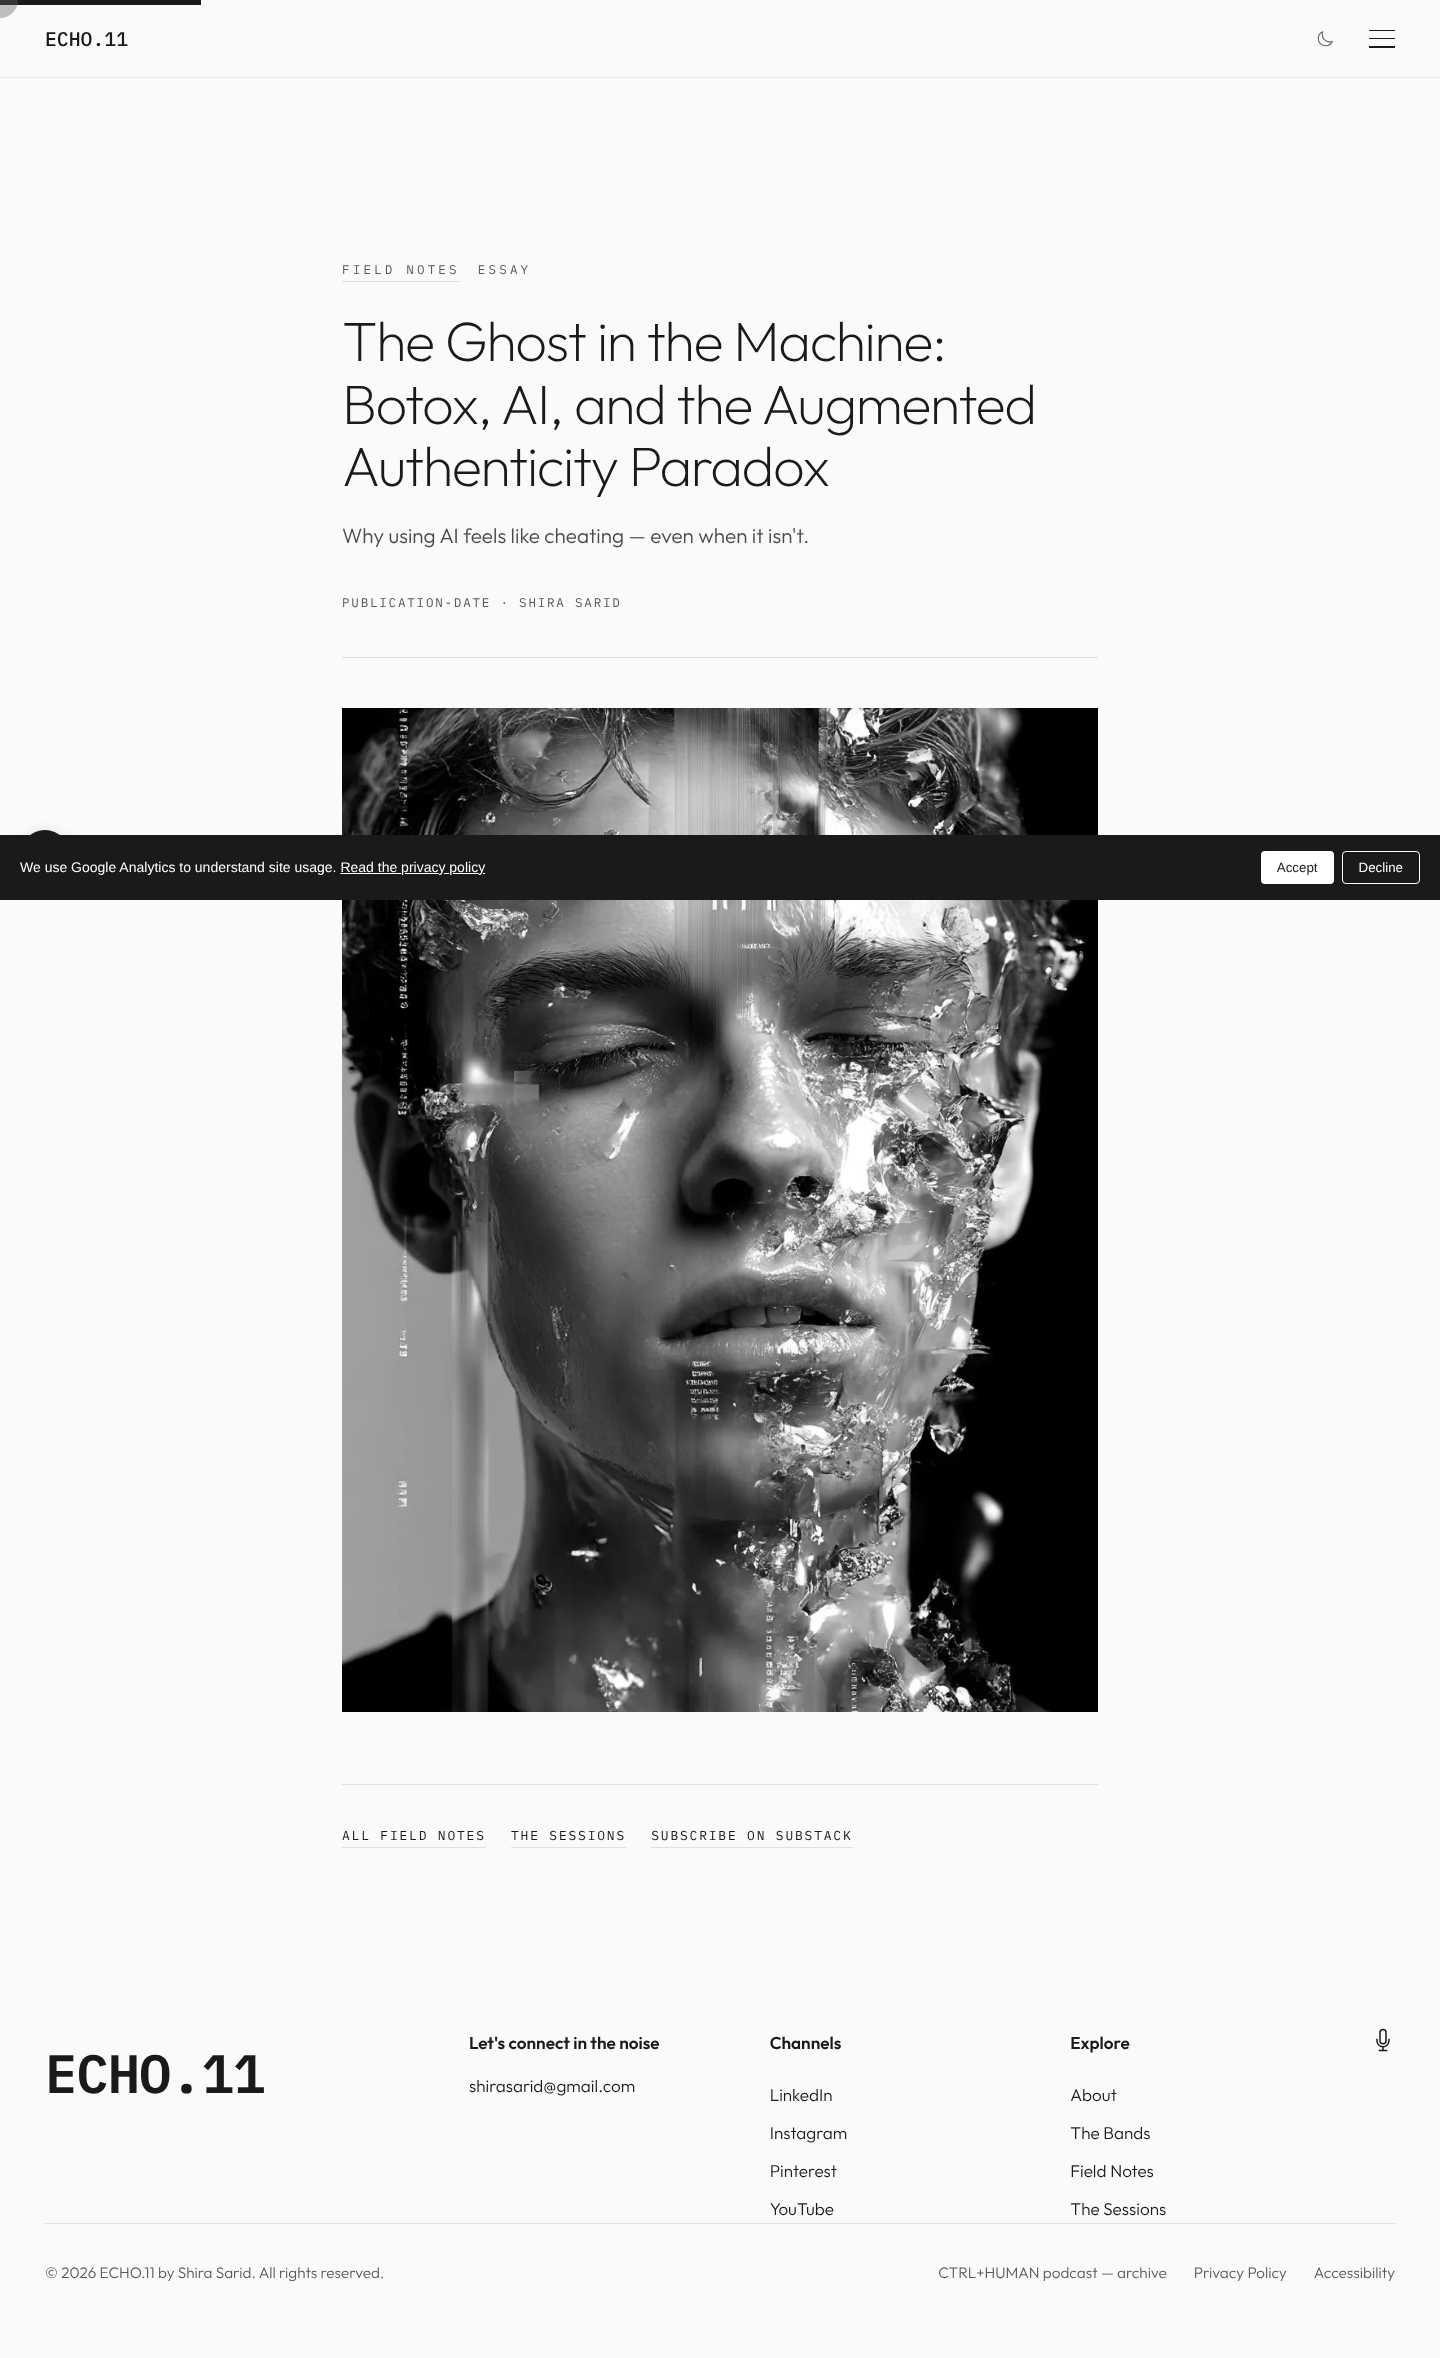 ECHO.11
FIELD NOTES ESSAY
The Ghost in the Machine:
Botox, AI, and the Augmented
Authenticity Paradox
Why using AI feels like cheating — even when it isn't.
PUBLICATION-DATE · SHIRA SARID
We use Google Analytics to understand site usage. Read the privacy policy
Accept
Decline
ALL FIELD NOTES THE SESSIONS SUBSCRIBE ON SUBSTACK
ECHO.11
Let's connect in the noise
shirasarid@gmail.com
Channels
LinkedIn
Instagram
Pinterest
YouTube
Explore
About
The Bands
Field Notes
The Sessions
© 2026 ECHO.11 by Shira Sarid. All rights reserved.
CTRL+HUMAN podcast — archive Privacy Policy Accessibility